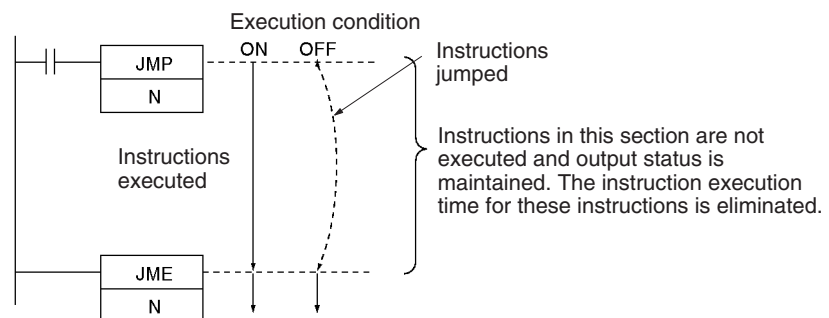 Execution condition
ON OFF
JMP
N
Instructions
jumped
Instructions
executed
Instructions in this section are not
executed and output status is
maintained. The instruction execution
time for these instructions is eliminated.
JME
N